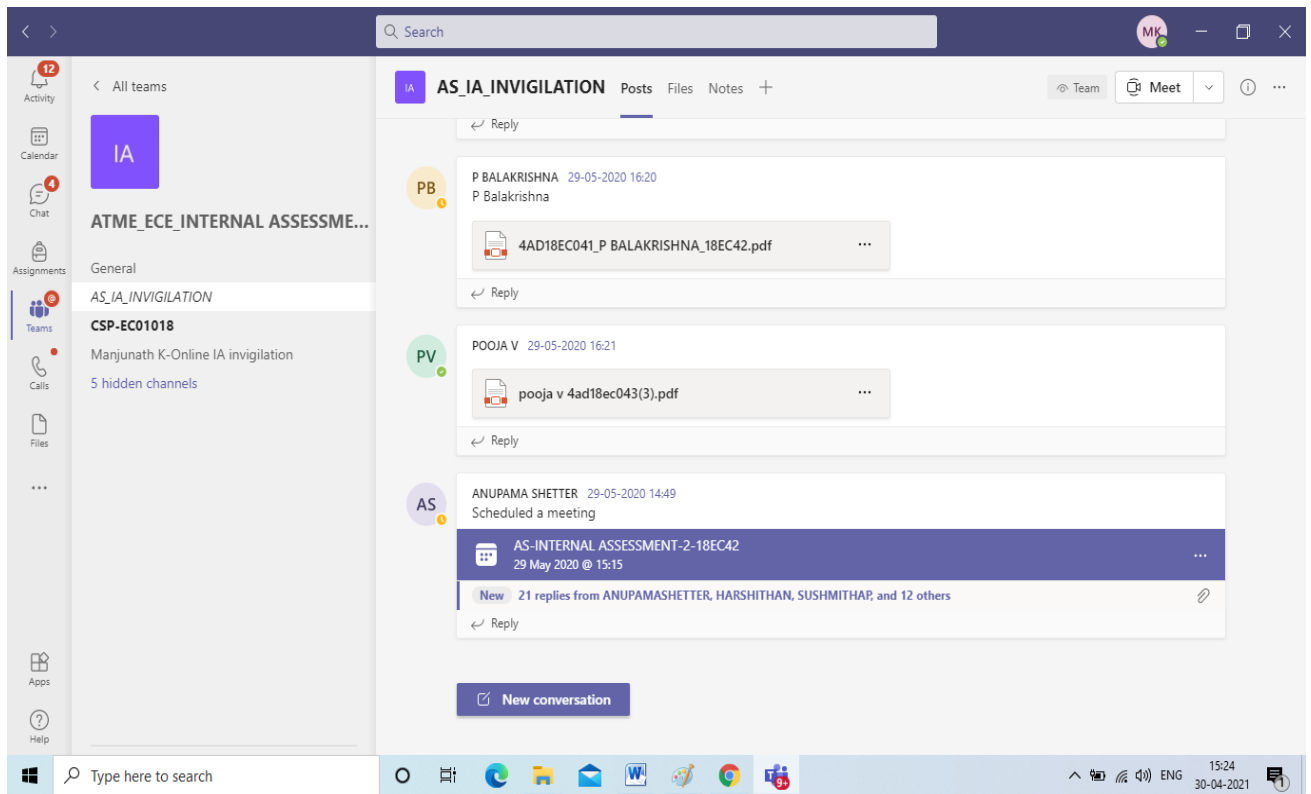 Search
MK
12
Activity
Calendar
4
Chat
Assignments
@
Teams
Calls
Files
Apps
Help
All teams
IA
ATME_ECE_INTERNAL ASSESSME...
General
AS_IA_INVIGILATION
CSP-EC01018
Manjunath K-Online IA invigilation
5 hidden channels
IA AS_IA_INVIGILATION Posts Files Notes Team Meet
Reply
PB
P BALAKRISHNA 29-05-2020 16:20
P Balakrishna
4AD18EC041_P BALAKRISHNA_18EC42.pdf
Reply
PV
POOJA V 29-05-2020 16:21
pooja v 4ad18ec043(3).pdf
Reply
AS
ANUPAMA SHETTER 29-05-2020 14:49
Scheduled a meeting
AS-INTERNAL ASSESSMENT-2-18EC42
29 May 2020 @ 15:15
New 21 replies from ANUPAMASHETTER, HARSHITHAN, SUSHMITHAP, and 12 others
Reply
New conversation
Type here to search
W
9+
ENG
15:24
30-04-2021
1